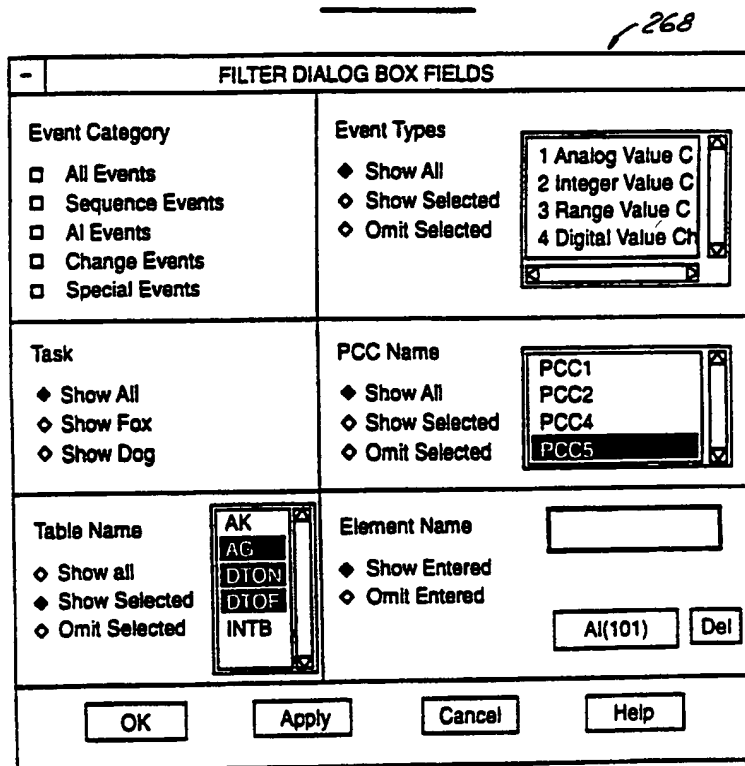 268
-
FILTER DIALOG BOX FIELDS
Event Category
All Events
Sequence Events
AI Events
Change Events
Special Events
Event Types
Show All
Show Selected
Omit Selected
1 Analog Value C
2 Integer Value C
3 Range Value C
4 Digital Value Ch
Task
Show All
Show Fox
Show Dog
PCC Name
Show All
Show Selected
Omit Selected
PCC1
PCC2
PCC4
PCC5
Table Name
Show all
Show Selected
Omit Selected
AK
AG
DTON
DTOF
INTB
Element Name
Show Entered
Omit Entered
AI(101)
Del
OK
Apply
Cancel
Help